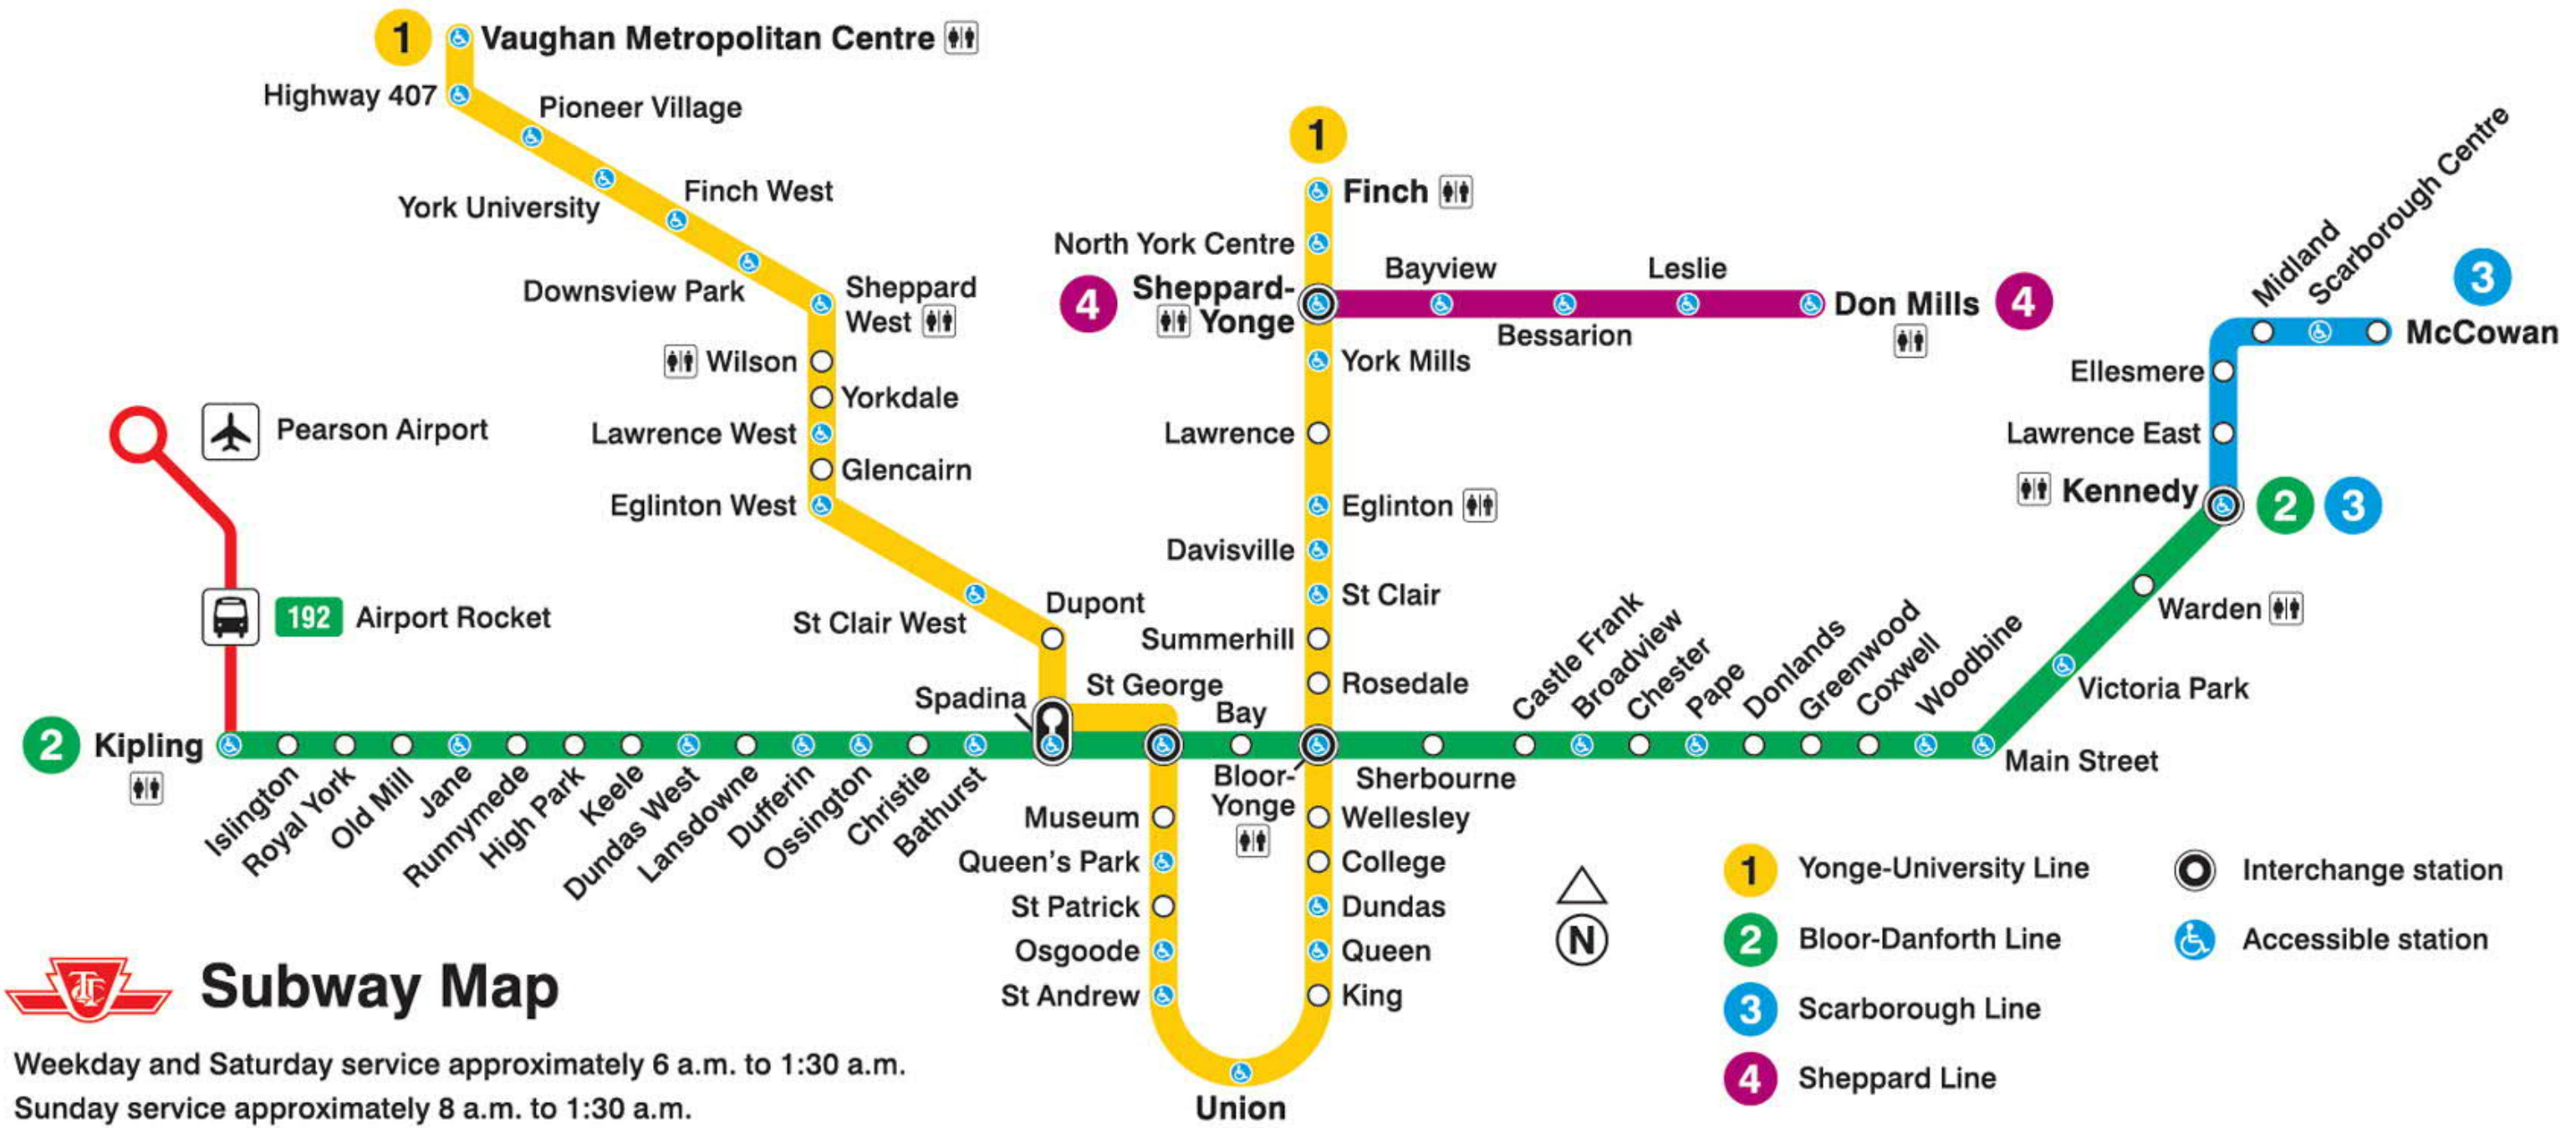 1 Vaughan Metropolitan Centre
Highway 407
Pioneer Village
York University
Finch West
Downsview Park
Sheppard
West
Wilson
Yorkdale
Lawrence West
Glencairn
Eglinton West
St Clair West
Dupont
Spadina
St George
Museum
Queen's Park
St Patrick
Osgoode
St Andrew
Union
1
Finch
North York Centre
4 Sheppard-
Yonge
Bayview
Bessarion
Leslie
Don Mills 4
York Mills
Lawrence
Eglinton
Davisville
St Clair
Summerhill
Rosedale
Bay
Bloor-
Yonge
Wellesley
College
Dundas
Queen
King
Pearson Airport
192 Airport Rocket
2 Kipling
Islington
Royal York
Old Mill
Jane
Runnymede
High Park
Keele
Dundas West
Lansdowne
Dufferin
Ossington
Christie
Bathurst
Sherbourne
Castle Frank
Broadview
Chester
Pape
Donlands
Greenwood
Coxwell
Woodbine
Main Street
Victoria Park
Warden
Kennedy 2 3
Lawrence East
Ellesmere
Midland
Scarborough Centre
3
McCowan
N
1 Yonge-University Line
2 Bloor-Danforth Line
3 Scarborough Line
4 Sheppard Line
Interchange station
Accessible station
TTC
Subway Map
Weekday and Saturday service approximately 6 a.m. to 1:30 a.m.
Sunday service approximately 8 a.m. to 1:30 a.m.